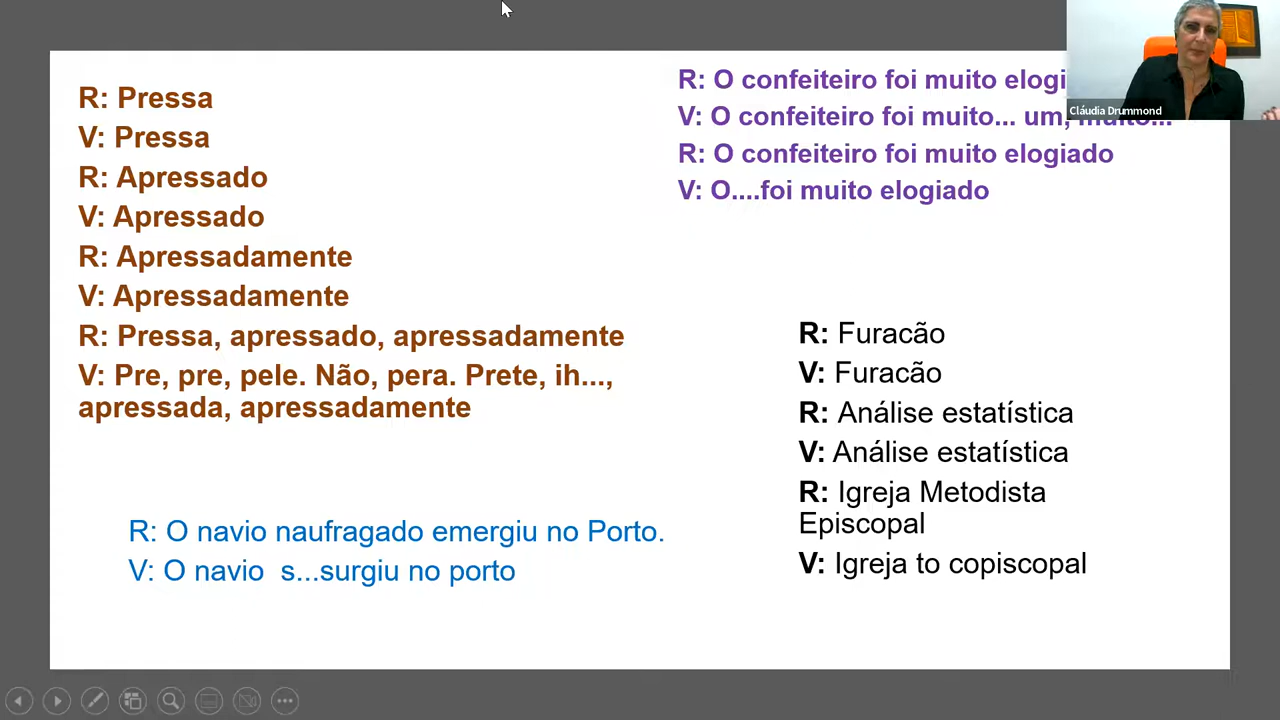 R: Pressa
V: Pressa
R: Apressado
V: Apressado
R: Apressadamente
V: Apressadamente
R: Pressa, apressado, apressadamente
V: Pre, pre, pele. Não, pera. Prete, ih...,
apressada, apressadamente
R: O navio naufragado emergiu no Porto.
V: O navio s...surgiu no porto
R: O confeiteiro foi muito elogi
V: O confeiteiro foi muito... um, muito...
R: O confeiteiro foi muito elogiado
V: O....foi muito elogiado
Cláudia Drummond
R: Furacão
V: Furacão
R: Análise estatística
V: Análise estatística
R: Igreja Metodista
Episcopal
V: Igreja to copiscopal